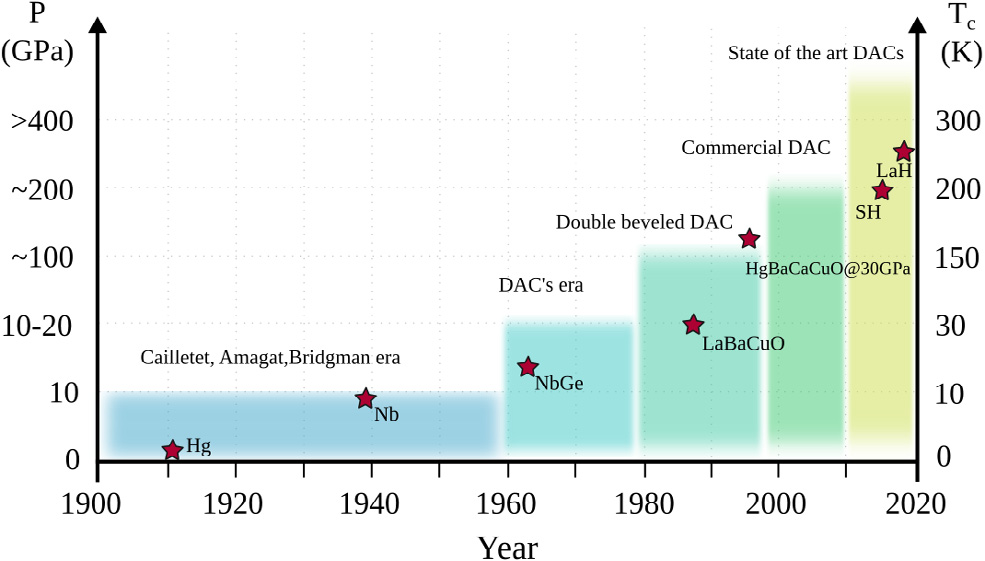 P
(GPa)
Tc
(K)
State of the art DACs
>400
300
Commercial DAC
LaH
~200
200
SH
Double beveled DAC
~100
150
HgBaCaCuO@30GPa
DAC's era
10-20
30
LaBaCuO
Cailletet, Amagat,Bridgman era
NbGe
10
10
Nb
Hg
0
0
1900 1920 1940 1960 1980 2000 2020
Year